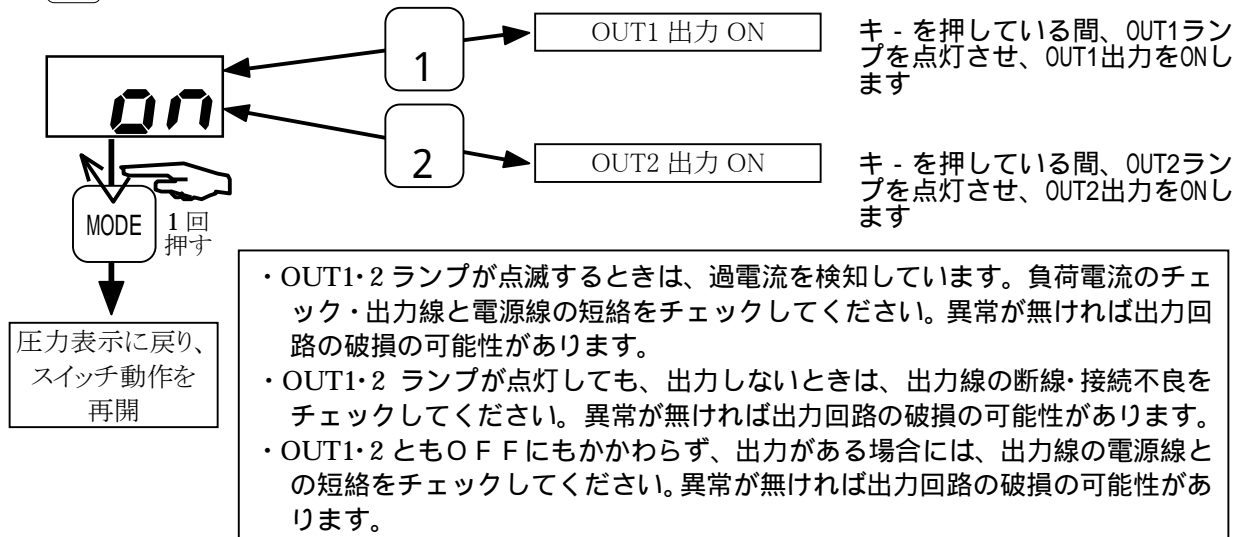 1
OUT1 出力 ON
キ - を押している間、OUT1ラン
プを点灯させ、OUT1出力をONし
ます
on
2
OUT2 出力 ON
キ - を押している間、OUT2ラン
プを点灯させ、OUT2出力をONし
ます
MODE
1 回
押す
圧力表示に戻り、
スイッチ動作を
再開
・OUT1・2 ランプが点滅するときは、過電流を検知しています。負荷電流のチェ
ック・出力線と電源線の短絡をチェックしてください。異常が無ければ出力回
路の破損の可能性があります。
・OUT1・2 ランプが点灯しても、出力しないときは、出力線の断線・接続不良を
チェックしてください。異常が無ければ出力回路の破損の可能性があります。
・OUT1・2 ともＯＦＦにもかかわらず、出力がある場合には、出力線の電源線と
の短絡をチェックしてください。異常が無ければ出力回路の破損の可能性があ
ります。